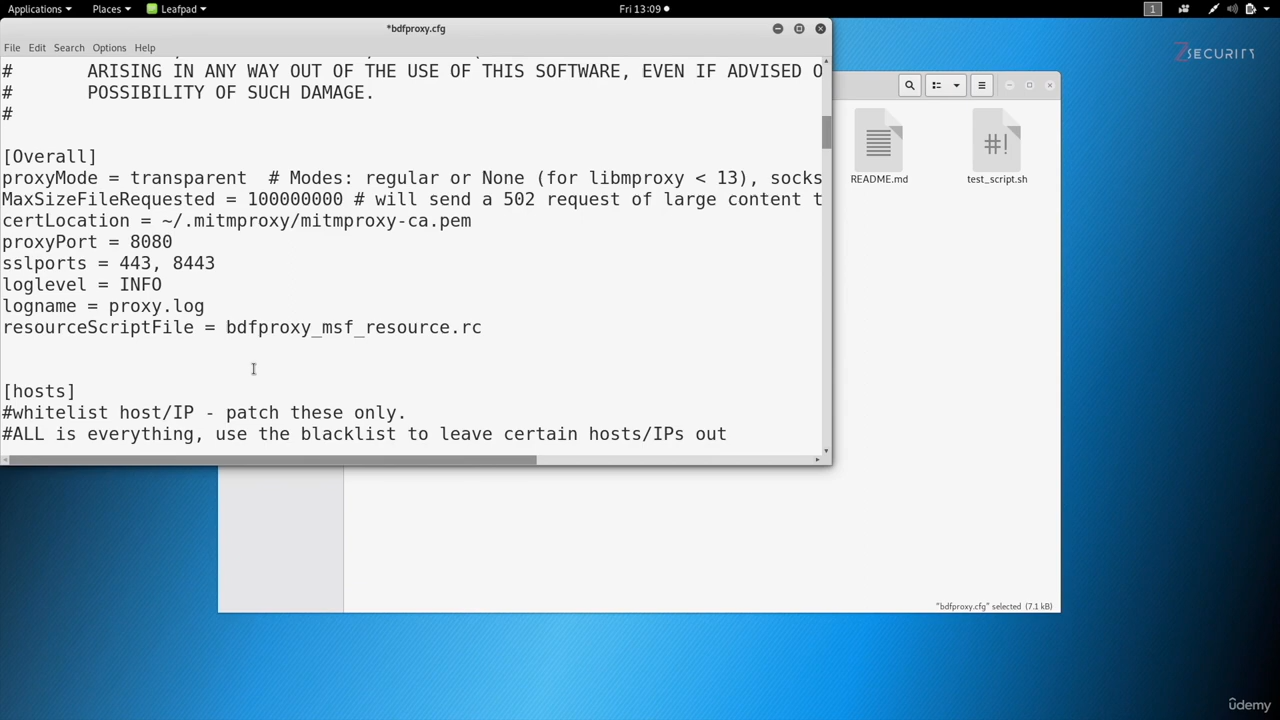 Applications
Places
Leafpad
Fri 13:09
1
*bdfproxy.cfg
File Edit Search Options Help
# ARISING IN ANY WAY OUT OF THE USE OF THIS SOFTWARE, EVEN IF ADVISED O
# POSSIBILITY OF SUCH DAMAGE.
#
[Overall]
proxyMode = transparent # Modes: regular or None (for libmproxy < 13), socks
MaxSizeFileRequested = 100000000 # will send a 502 request of large content t
certLocation = ~/.mitmproxy/mitmproxy-ca.pem
proxyPort = 8080
sslports = 443, 8443
loglevel = INFO
logname = proxy.log
resourceScriptFile = bdfproxy_msf_resource.rc
[hosts]
#whitelist host/IP - patch these only.
#ALL is everything, use the blacklist to leave certain hosts/IPs out
ZSECURITY
#!
README.md
test_script.sh
"bdfproxy.cfg" selected (7.1 kB)
ûdemy